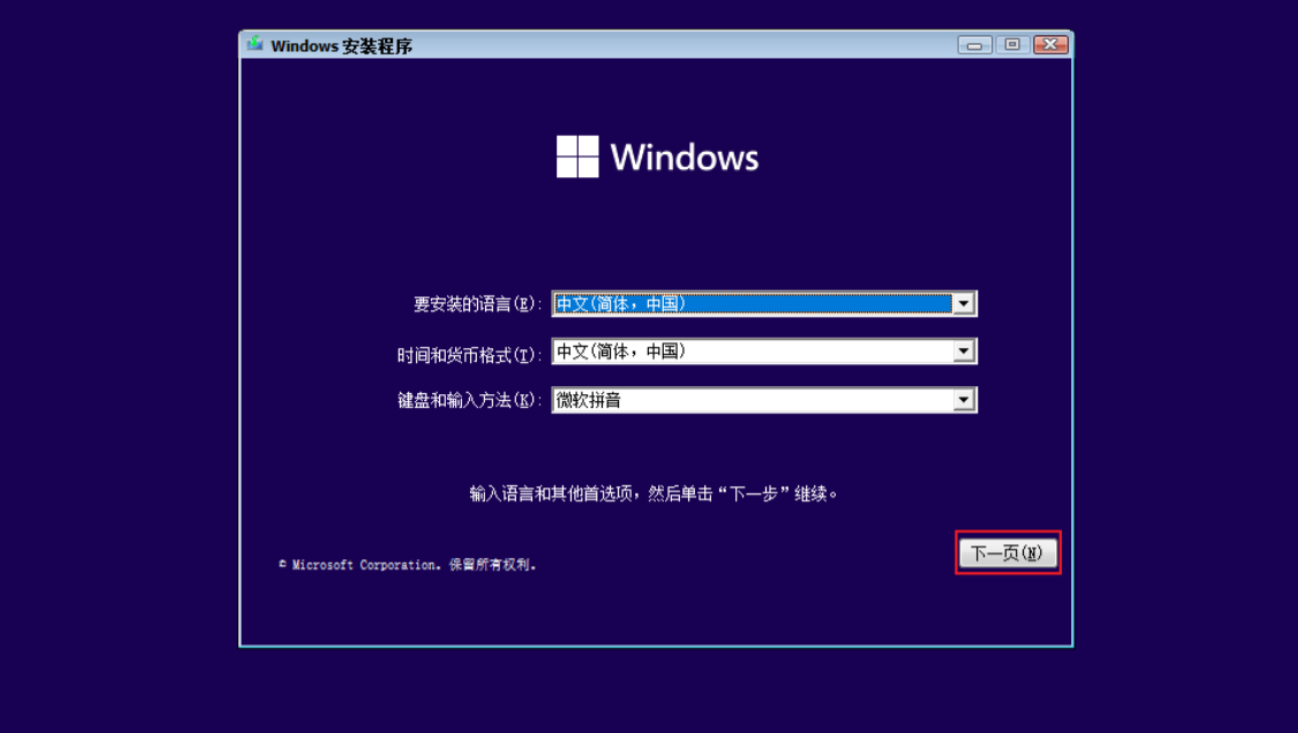 Windows 安装程序
Windows
要安装的语言(E): 中文(简体，中国)
时间和货币格式(T): 中文(简体，中国)
键盘和输入方法(K): 微软拼音
输入语言和其他首选项，然后单击“下一步”继续。
下一页(N)
© Microsoft Corporation。保留所有权利。